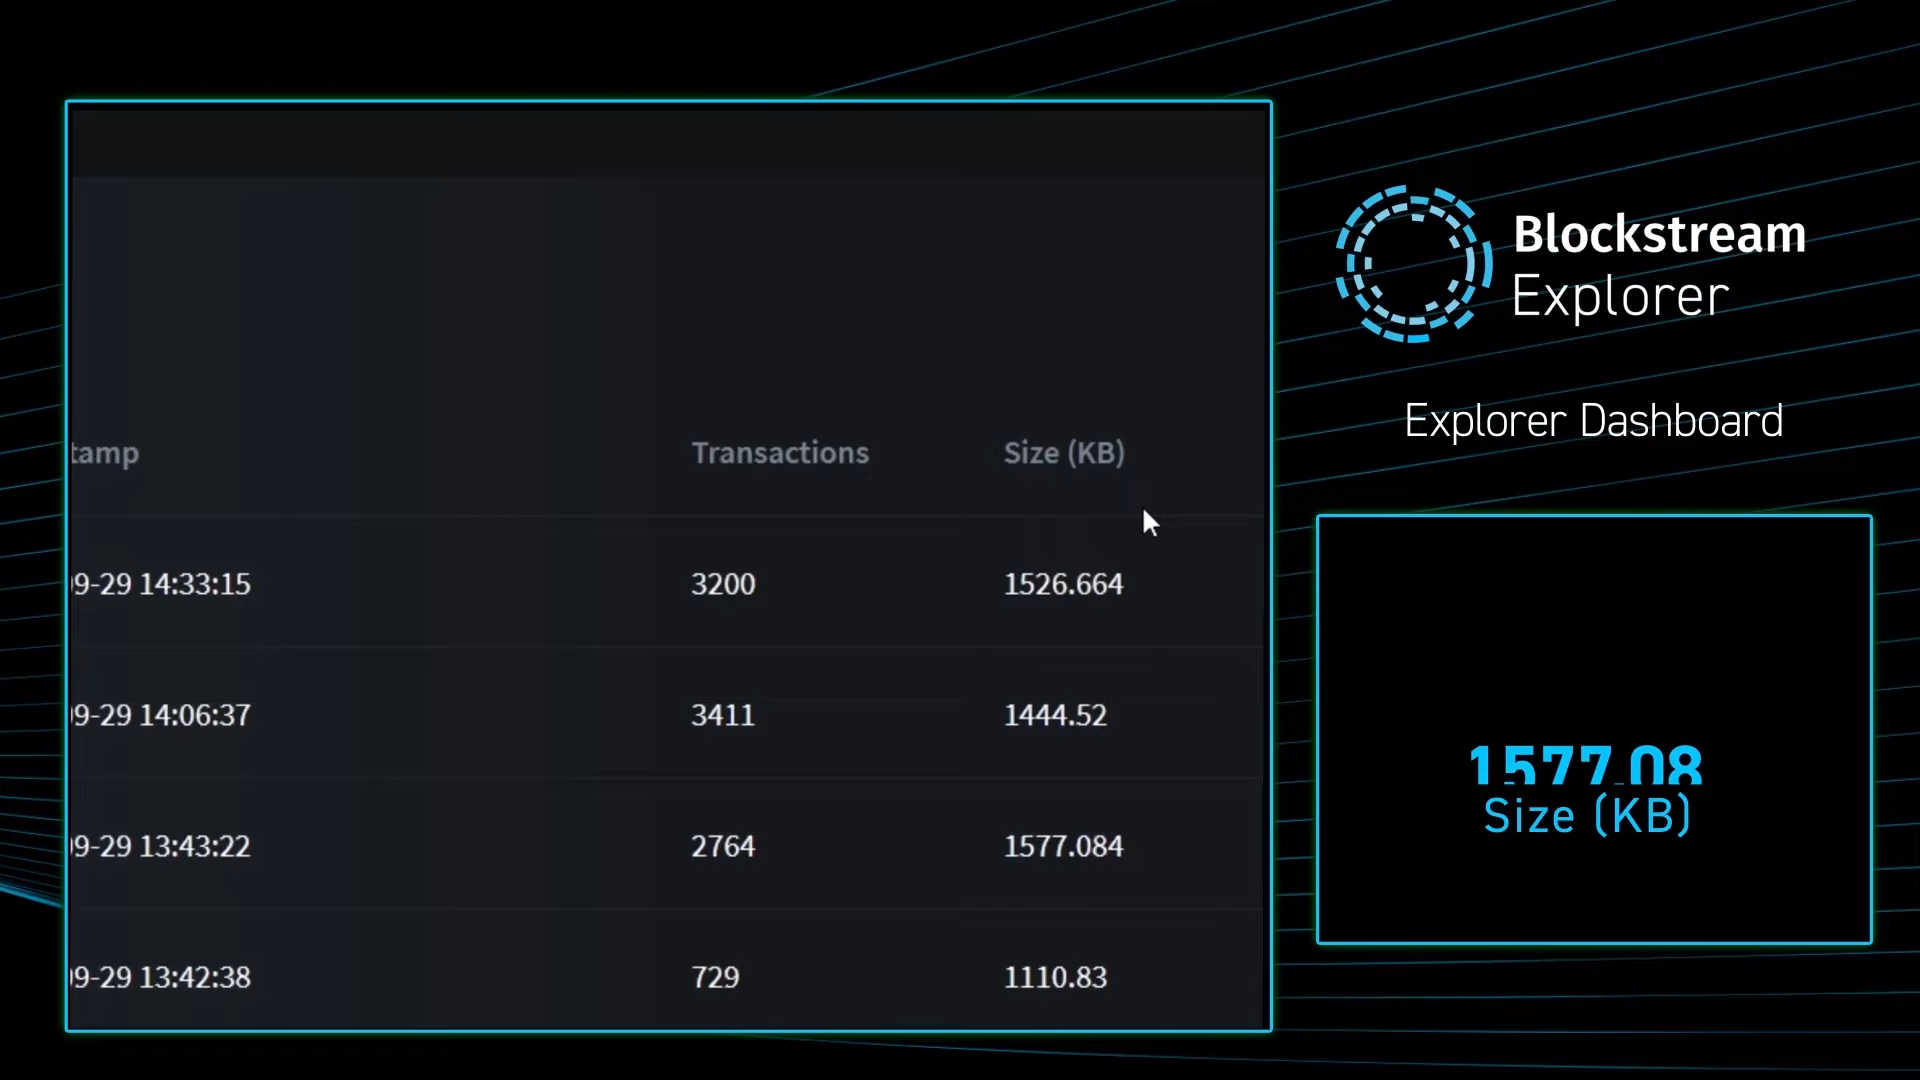 tamp Transactions Size (KB)
9-29 14:33:15 3200 1526.664
9-29 14:06:37 3411 1444.52
9-29 13:43:22 2764 1577.084
9-29 13:42:38 729 1110.83
Blockstream
Explorer
Explorer Dashboard
1577.08
Size (KB)